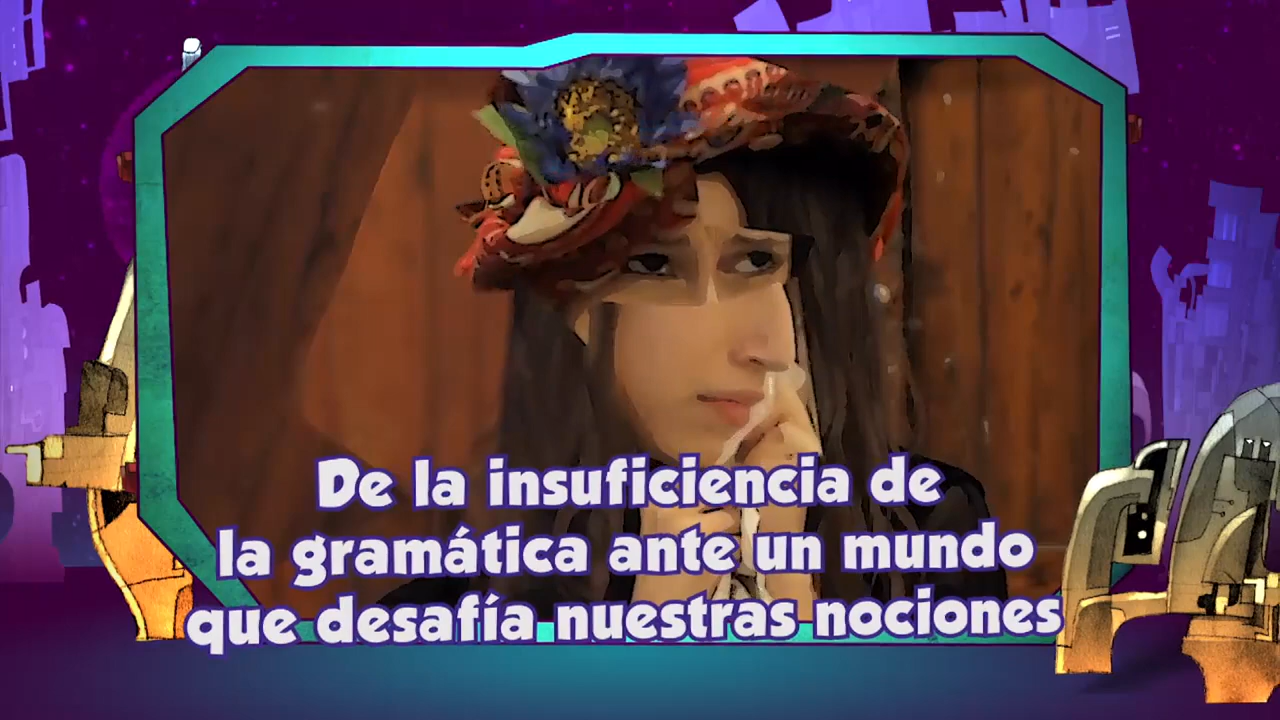 De la insuficiencia de
la gramática ante un mundo
que desafía nuestras nociones